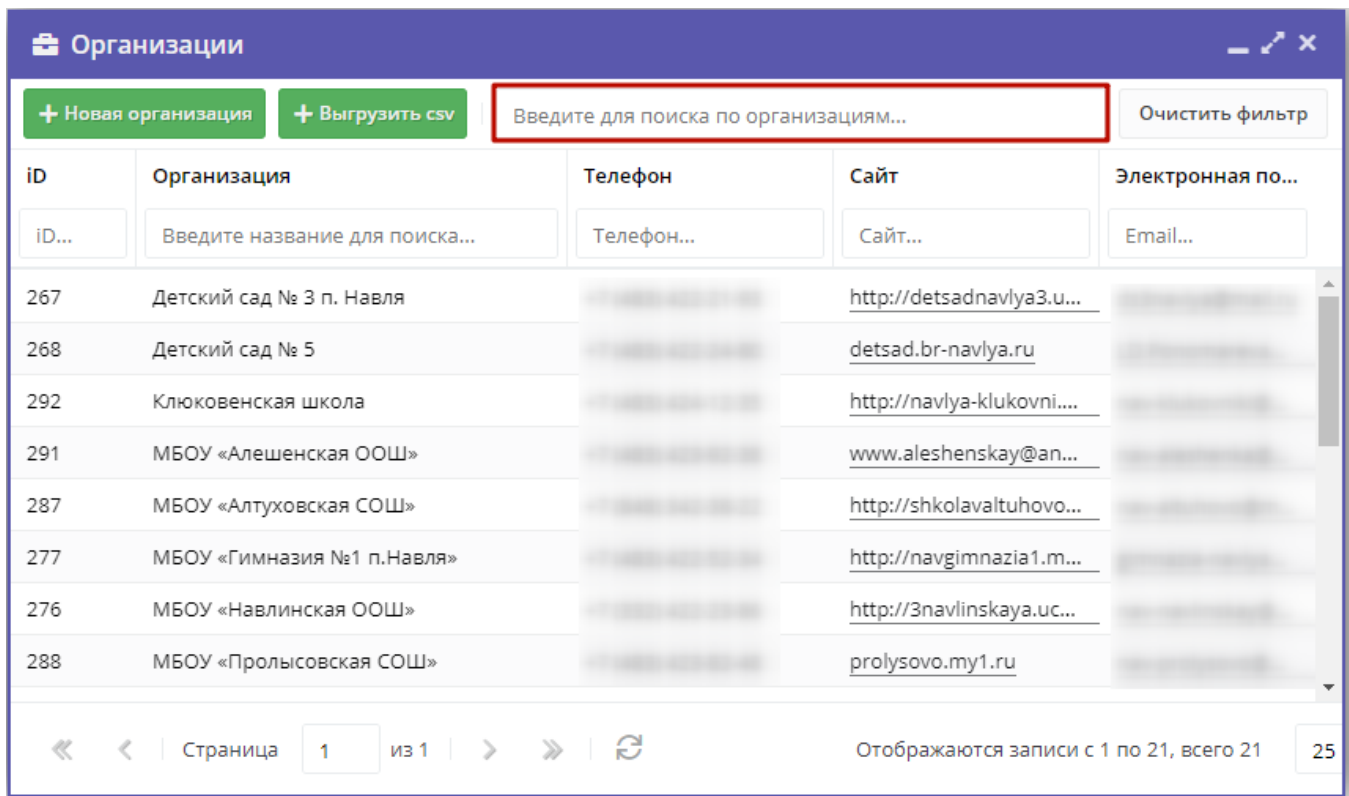 Организации
Новая организация Выгрузить csv Введите для поиска по организациям... Очистить фильтр
iD Организация Телефон Сайт Электронная по...
iD... Введите название для поиска... Телефон... Сайт... Email...
267 Детский сад № 3 п. Навля http://detsadnavlya3.u...
268 Детский сад № 5 detsad.br-navlya.ru
292 Клюковенская школа http://navlya-klukovni....
291 МБОУ «Алешенская ООШ» www.aleshenskay@an...
287 МБОУ «Алтуховская СОШ» http://shkolavaltuhovo...
277 МБОУ «Гимназия №1 п.Навля» http://navgimnazia1.m...
276 МБОУ «Навлинская ООШ» http://3navlinskaya.uc...
288 МБОУ «Пролысовская СОШ» prolysovo.my1.ru
Страница 1 из 1 Отображаются записи с 1 по 21, всего 21 25